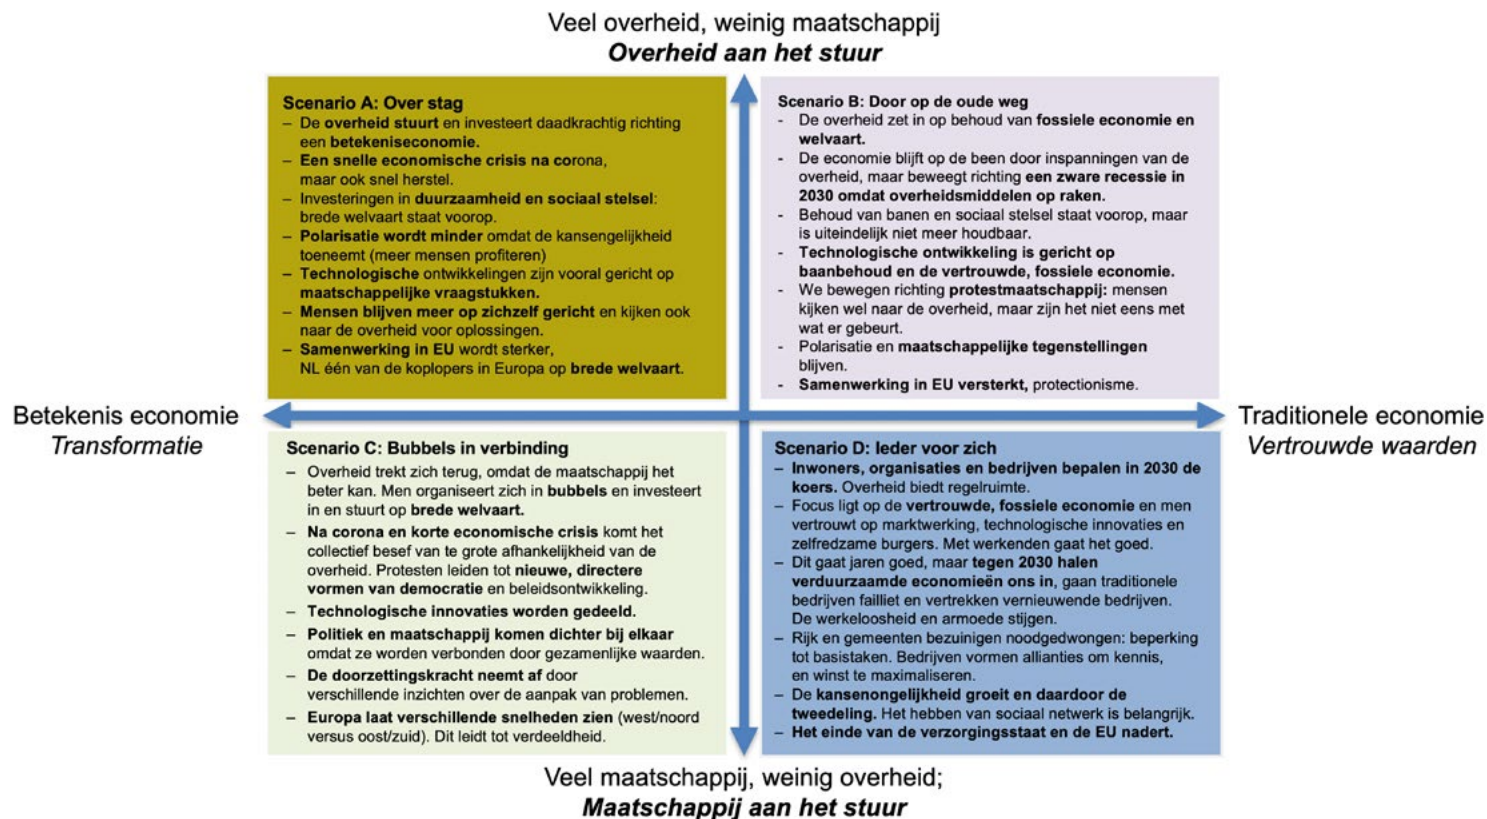 Veel overheid, weinig maatschappij
Overheid aan het stuur
Scenario A: Over stag
– De overheid stuurt en investeert daadkrachtig richting
een betekeniseconomie.
– Een snelle economische crisis na corona,
maar ook snel herstel.
– Investeringen in duurzaamheid en sociaal stelsel:
brede welvaart staat voorop.
– Polarisatie wordt minder omdat de kansengelijkheid
toeneemt (meer mensen profiteren)
– Technologische ontwikkelingen zijn vooral gericht op
maatschappelijke vraagstukken.
– Mensen blijven meer op zichzelf gericht en kijken ook
naar de overheid voor oplossingen.
– Samenwerking in EU wordt sterker,
NL één van de koplopers in Europa op brede welvaart.
Scenario B: Door op de oude weg
- De overheid zet in op behoud van fossiele economie en
welvaart.
- De economie blijft op de been door inspanningen van de
overheid, maar beweegt richting een zware recessie in
2030 omdat overheidsmiddelen op raken.
- Behoud van banen en sociaal stelsel staat voorop, maar
is uiteindelijk niet meer houdbaar.
- Technologische ontwikkeling is gericht op
baanbehoud en de vertrouwde, fossiele economie.
- We bewegen richting protestmaatschappij: mensen
kijken wel naar de overheid, maar zijn het niet eens met
wat er gebeurt.
- Polarisatie en maatschappelijke tegenstellingen
blijven.
- Samenwerking in EU versterkt, protectionisme.
Betekenis economie
Transformatie
Traditionele economie
Vertrouwde waarden
Scenario C: Bubbels in verbinding
– Overheid trekt zich terug, omdat de maatschappij het
beter kan. Men organiseert zich in bubbels en investeert
in en stuurt op brede welvaart.
– Na corona en korte economische crisis komt het
collectief besef van te grote afhankelijkheid van de
overheid. Protesten leiden tot nieuwe, directere
vormen van democratie en beleidsontwikkeling.
– Technologische innovaties worden gedeeld.
– Politiek en maatschappij komen dichter bij elkaar
omdat ze worden verbonden door gezamenlijke waarden.
– De doorzettingskracht neemt af door
verschillende inzichten over de aanpak van problemen.
– Europa laat verschillende snelheden zien (west/noord
versus oost/zuid). Dit leidt tot verdeeldheid.
Scenario D: Ieder voor zich
– Inwoners, organisaties en bedrijven bepalen in 2030 de
koers. Overheid biedt regelruimte.
– Focus ligt op de vertrouwde, fossiele economie en men
vertrouwt op marktwerking, technologische innovaties en
zelfredzame burgers. Met werkenden gaat het goed.
– Dit gaat jaren goed, maar tegen 2030 halen
verduurzaamde economieën ons in, gaan traditionele
bedrijven failliet en vertrekken vernieuwende bedrijven.
De werkeloosheid en armoede stijgen.
– Rijk en gemeenten bezuinigen noodgedwongen: beperking
tot basistaken. Bedrijven vormen allianties om kennis,
en winst te maximaliseren.
– De kansenongelijkheid groeit en daardoor de
tweedeling. Het hebben van sociaal netwerk is belangrijk.
– Het einde van de verzorgingsstaat en de EU nadert.
Veel maatschappij, weinig overheid;
Maatschappij aan het stuur